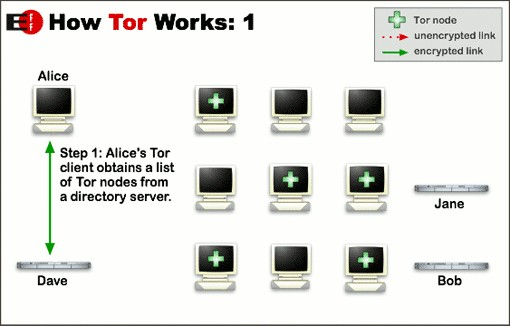 EFF How Tor Works: 1
Tor node
unencrypted link
encrypted link
Alice
Step 1: Alice's Tor
client obtains a list
of Tor nodes from
a directory server.
Jane
Dave
Bob